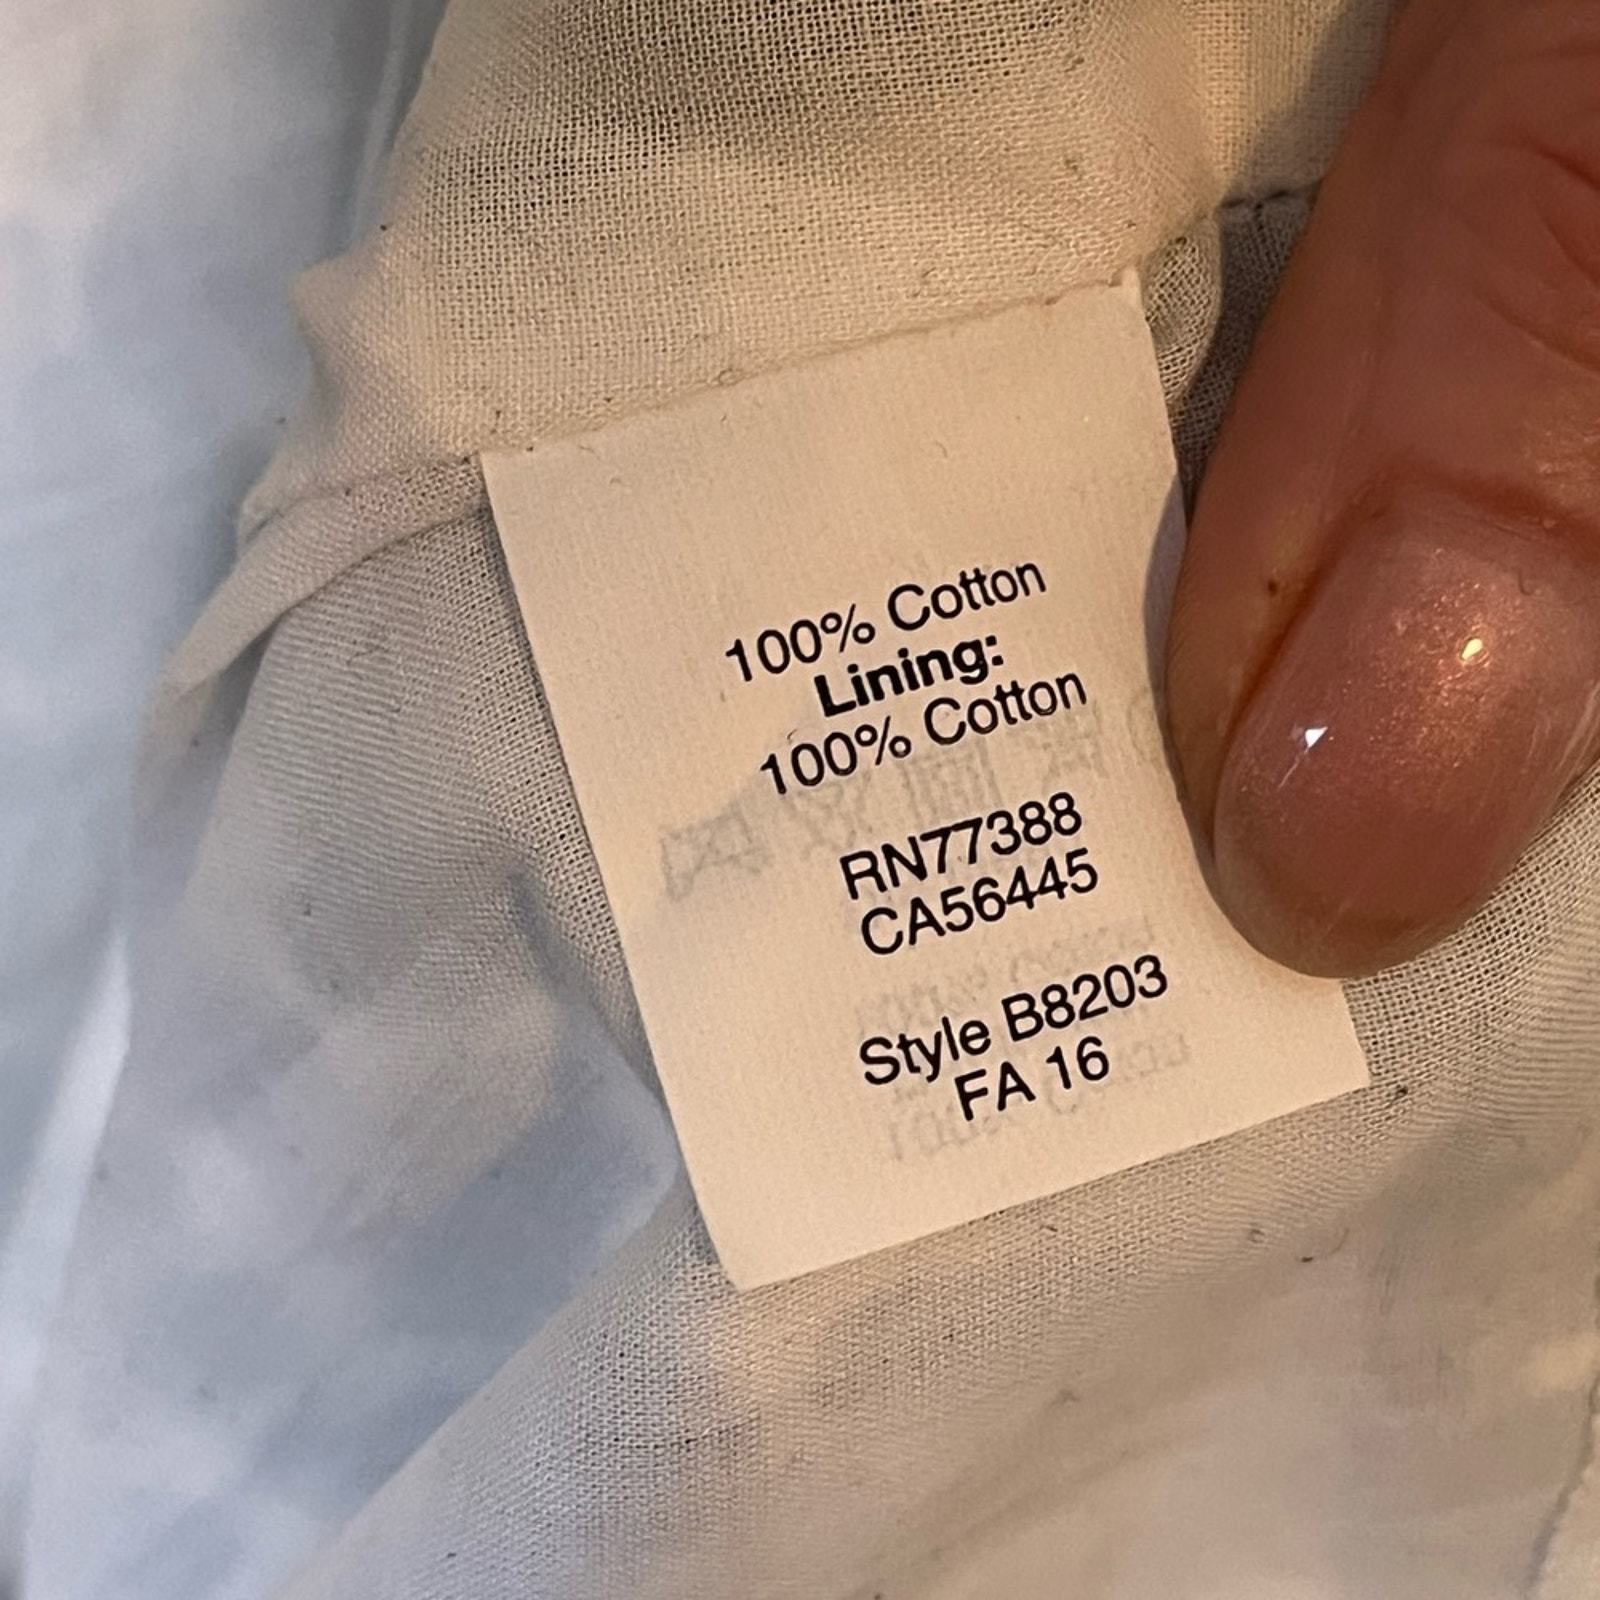 100% Cotton
Lining:
100% Cotton
RN77388
CA56445
Style B8203
FA 16